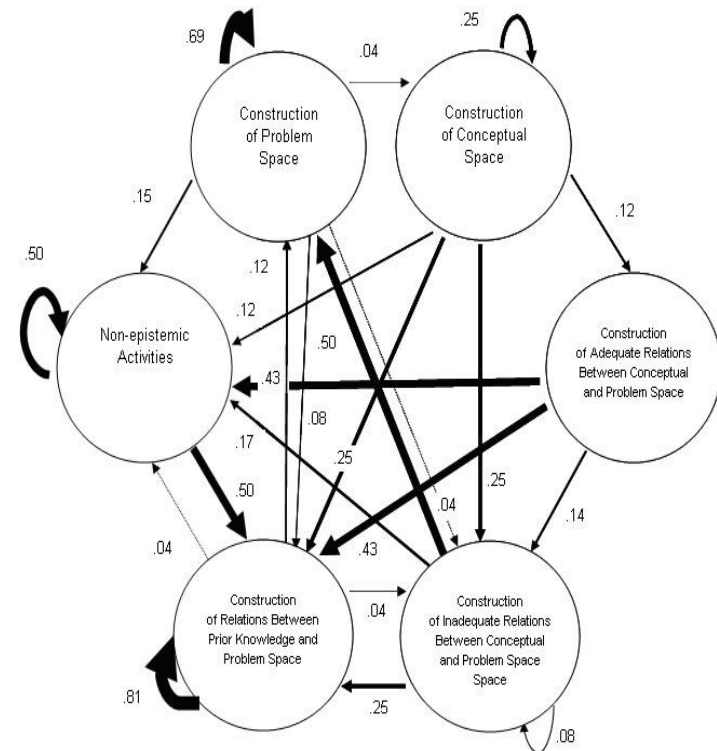 .69
.04
.25
Construction
of Problem
Space
Construction
of Conceptual
Space
.15
.12
.50
.12
.12
.50
Non-epistemic
Activities
Construction
of Adequate Relations
Between Conceptual
and Problem Space
.43
.08
.17
.25
.25
.04
.50
.14
.04
.43
Construction
of Relations Between
Prior Knowledge and
Problem Space
.04
Construction
of Inadequate Relations
Between Conceptual
and Problem Space
Space
.81
.25
.08